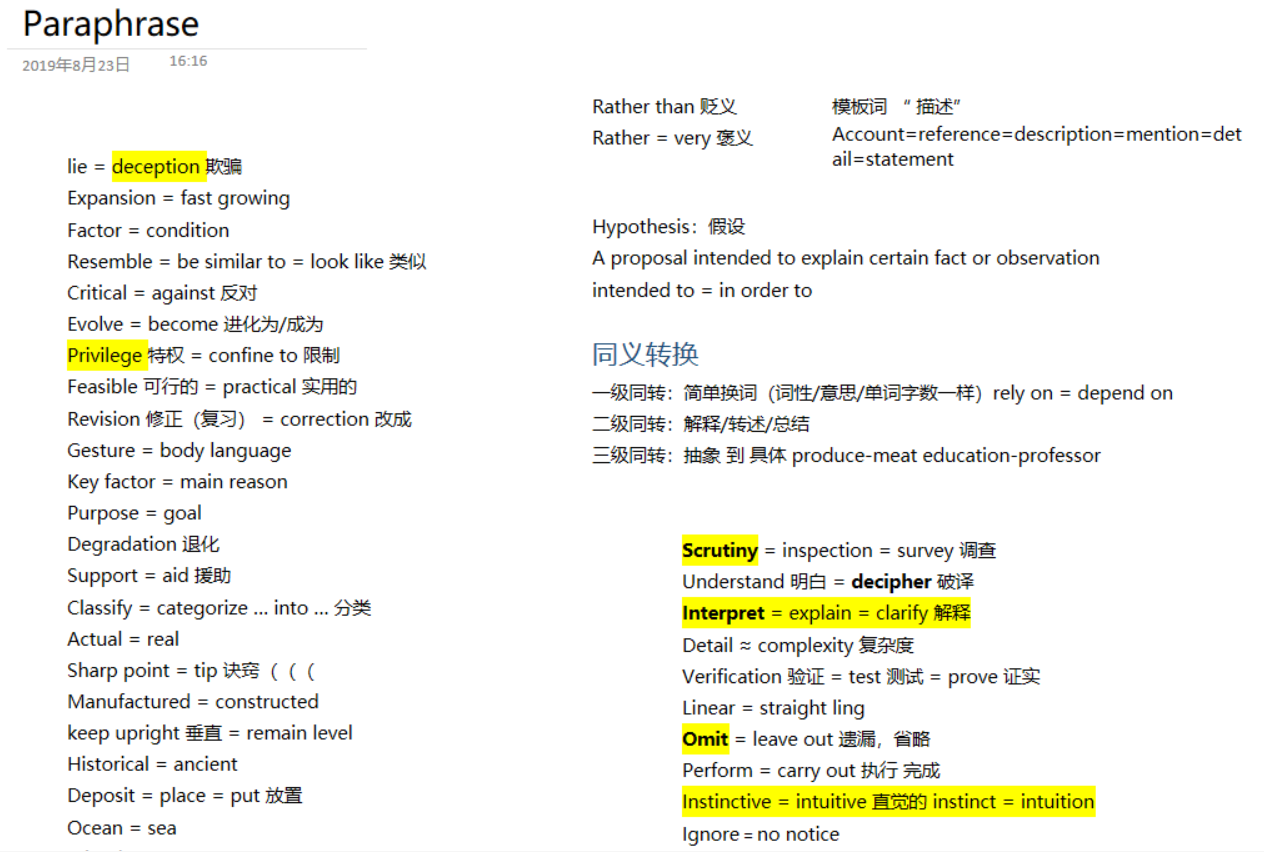 Paraphrase
2019年8月23日 16:16
lie = deception 欺骗
Expansion = fast growing
Factor = condition
Resemble = be similar to = look like 类似
Critical = against 反对
Evolve = become 进化为/成为
Privilege 特权 = confine to 限制
Feasible 可行的 = practical 实用的
Revision 修正（复习） = correction 改成
Gesture = body language
Key factor = main reason
Purpose = goal
Degradation 退化
Support = aid 援助
Classify = categorize ... into ... 分类
Actual = real
Sharp point = tip 诀窍（（（
Manufactured = constructed
keep upright 垂直 = remain level
Historical = ancient
Deposit = place = put 放置
Ocean = sea
Rather than 贬义
Rather = very 褒义
模板词 “ 描述”
Account=reference=description=mention=det
ail=statement
Hypothesis：假设
A proposal intended to explain certain fact or observation
intended to = in order to
同义转换
一级同转：简单换词（词性/意思/单词字数一样）rely on = depend on
二级同转：解释/转述/总结
三级同转：抽象 到 具体 produce-meat education-professor
Scrutiny = inspection = survey 调查
Understand 明白 = decipher 破译
Interpret = explain = clarify 解释
Detail ≈ complexity 复杂度
Verification 验证 = test 测试 = prove 证实
Linear = straight ling
Omit = leave out 遗漏，省略
Perform = carry out 执行 完成
Instinctive = intuitive 直觉的 instinct = intuition
Ignore = no notice